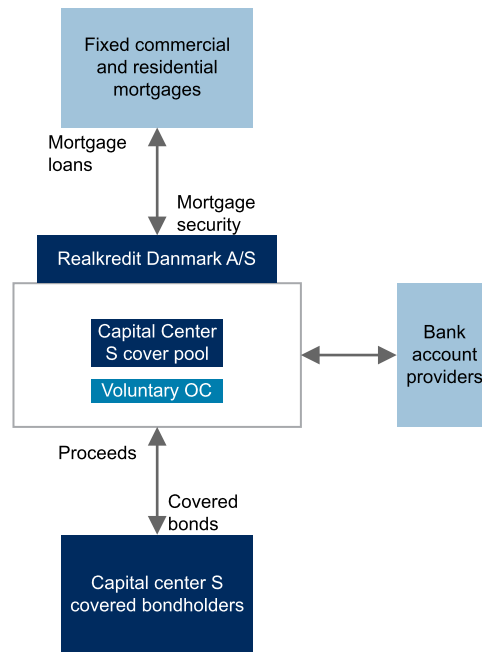 Fixed commercial
and residential
mortgages
Mortgage
loans
Mortgage
security
Realkredit Danmark A/S
Capital Center
S cover pool
Voluntary OC
Bank
account
providers
Proceeds
Covered
bonds
Capital center S
covered bondholders